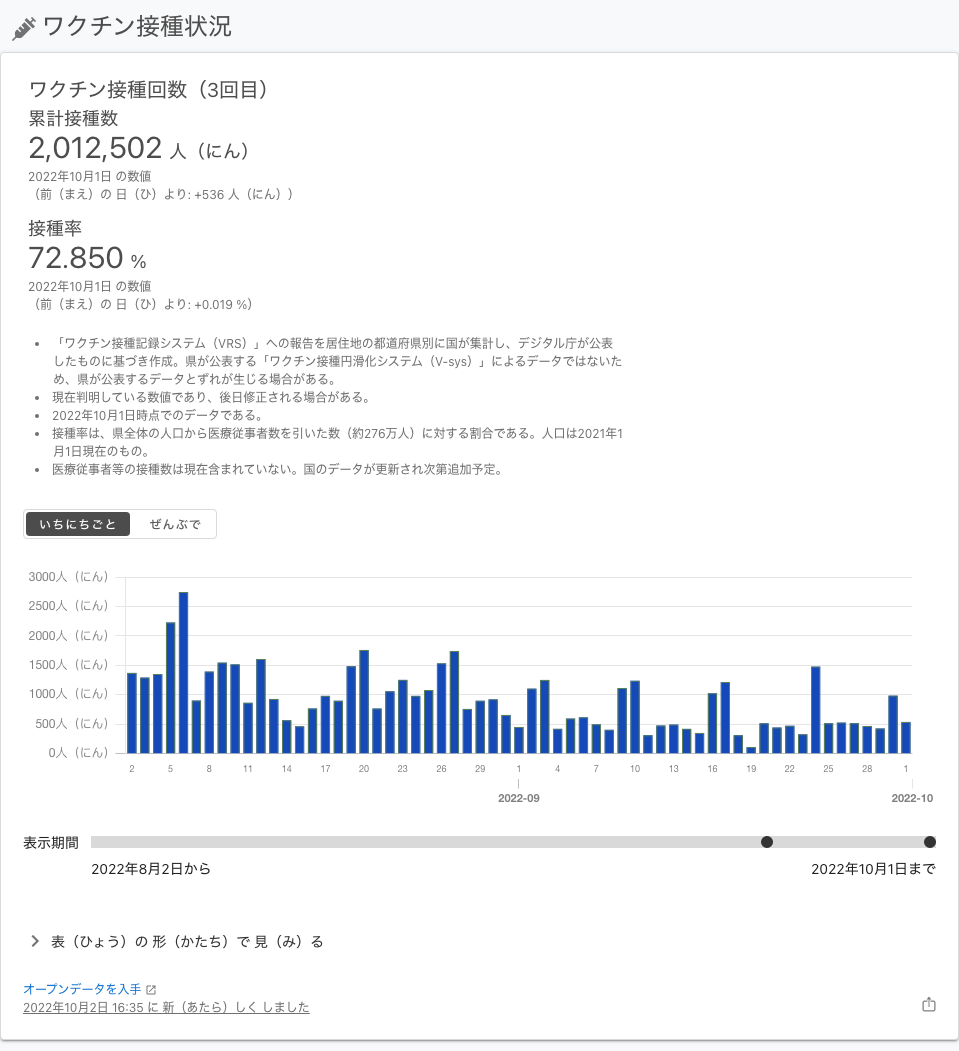 ワクチン接種状況
ワクチン接種回数（3回目）
累計接種数
2,012,502 人（にん）
2022年10月1日 の数値
（前（まえ）の 日（ひ）より: +536 人（にん））
接種率
72.850 %
2022年10月1日 の数値
（前（まえ）の 日（ひ）より: +0.019 %）
• 「ワクチン接種記録システム（VRS）」への報告を居住地の都道府県別に国が集計し、デジタル庁が公表
したものに基づき作成。県が公表する「ワクチン接種円滑化システム（V-sys）」によるデータではないた
め、県が公表するデータとずれが生じる場合がある。
• 現在判明している数値であり、後日修正される場合がある。
• 2022年10月1日時点でのデータである。
• 接種率は、県全体の人口から医療従事者数を引いた数（約276万人）に対する割合である。人口は2021年1
月1日現在のもの。
• 医療従事者等の接種数は現在含まれていない。国のデータが更新され次第追加予定。
いちにちごと ぜんぶで
3000人（にん）
2500人（にん）
2000人（にん）
1500人（にん）
1000人（にん）
500人（にん）
0人（にん）
2 5 8 11 14 17 20 23 26 29 1 4 7 10 13 16 19 22 25 28 1
2022-09 2022-10
表示期間
2022年8月2日から 2022年10月1日まで
表（ひょう）の 形（かたち）で 見（み）る
オープンデータを入手
2022年10月2日 16:35 に 新（あたら）しく しました